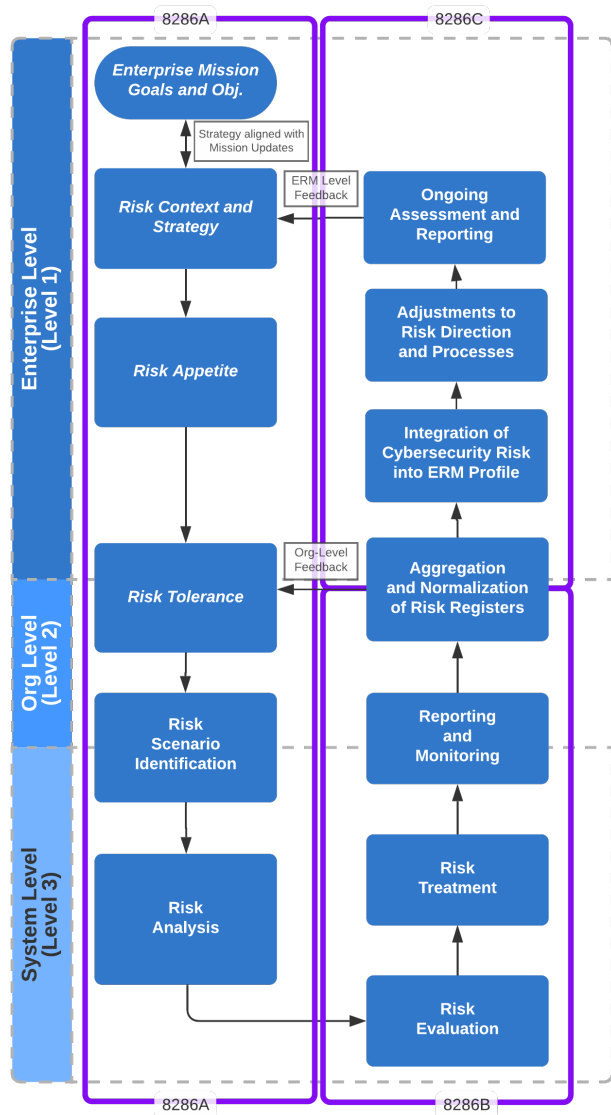 8286A
8286C
Enterprise Level
(Level 1)
Org Level
(Level 2)
System Level
(Level 3)
Enterprise Mission
Goals and Obj.
Strategy aligned with
Mission Updates
Risk Context and
Strategy
Risk Appetite
Risk Tolerance
Risk
Scenario
Identification
Risk
Analysis
ERM Level
Feedback
Org-Level
Feedback
Ongoing
Assessment and
Reporting
Adjustments to
Risk Direction
and Processes
Integration of
Cybersecurity Risk
into ERM Profile
Aggregation
and Normalization
of Risk Registers
Reporting
and
Monitoring
Risk
Treatment
Risk
Evaluation
8286A
8286B